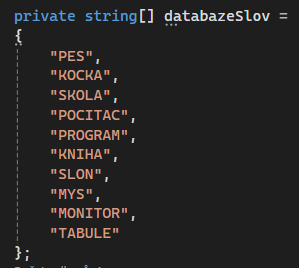 private string[] databazeSlov =
{
"PES",
"KOCKA",
"SKOLA",
"POCITAC",
"PROGRAM",
"KNIHA",
"SLON",
"MYS",
"MONITOR",
"TABULE"
};